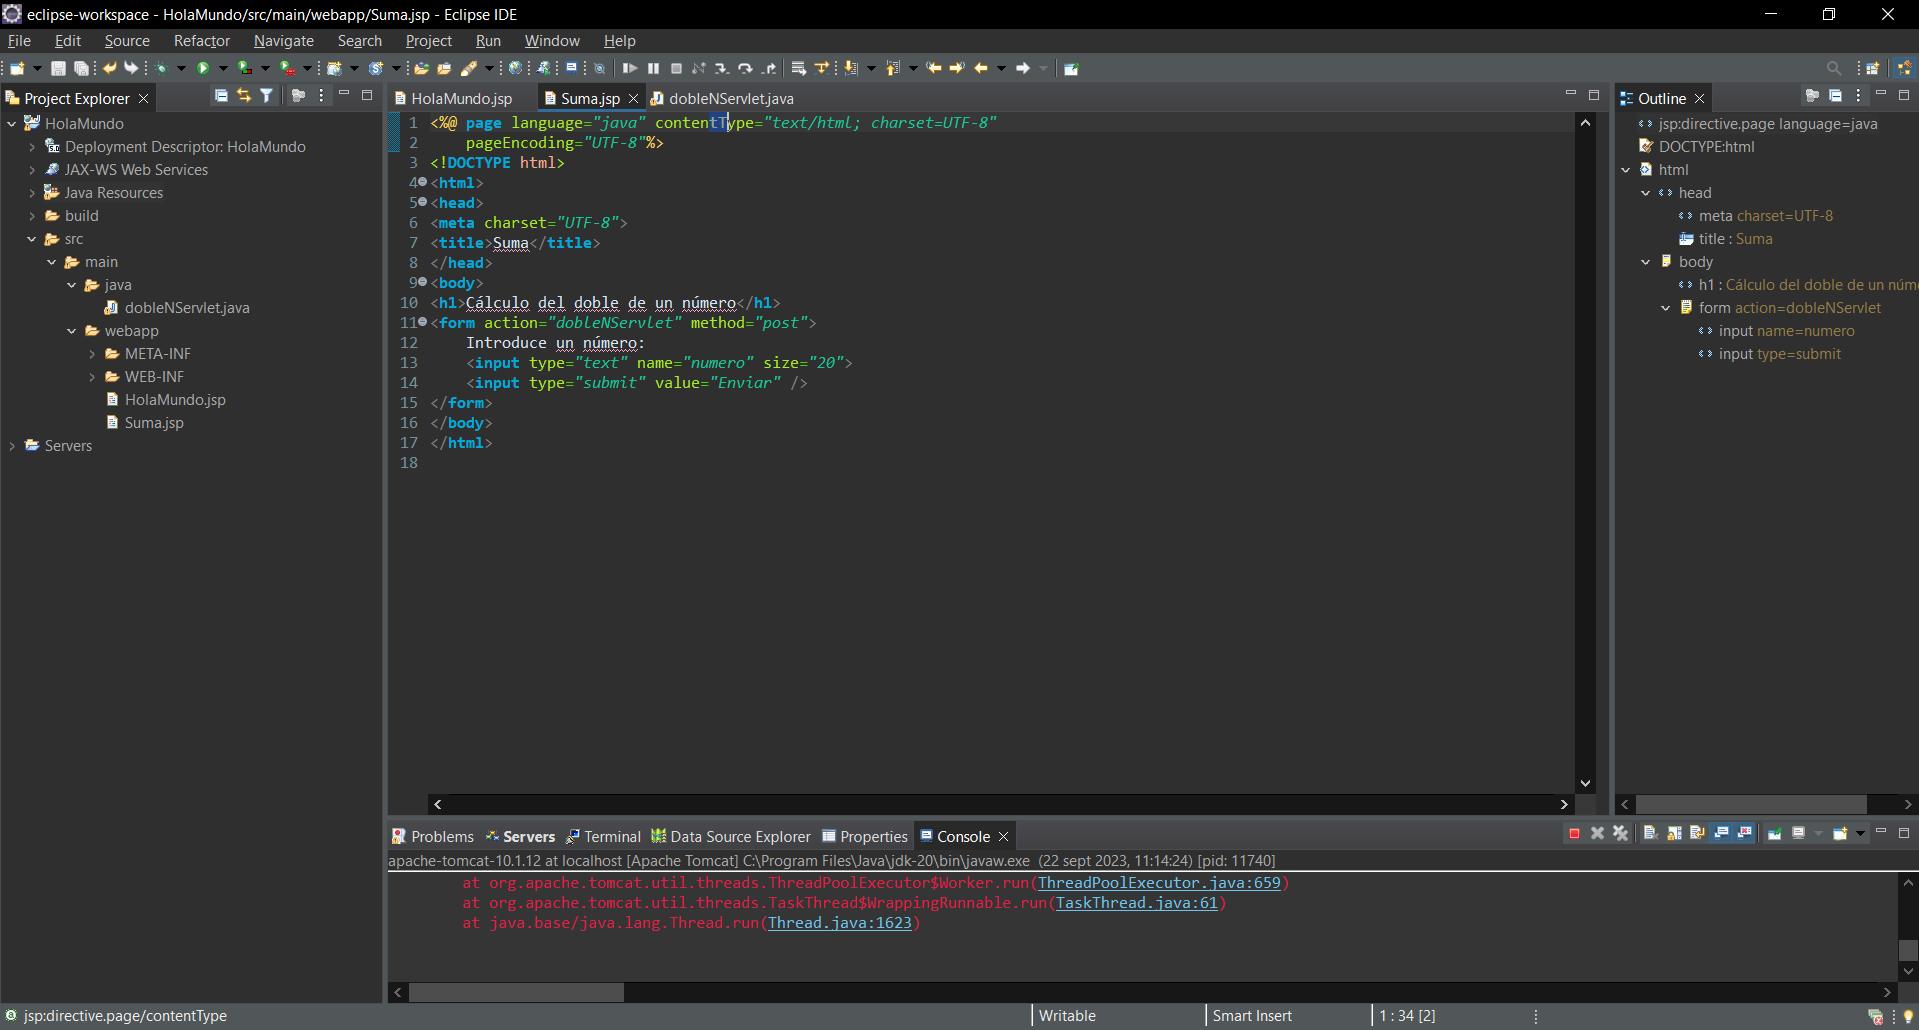 eclipse-workspace - HolaMundo/src/main/webapp/Suma.jsp - Eclipse IDE
File Edit Source Refactor Navigate Search Project Run Window Help
Project Explorer
HolaMundo
Deployment Descriptor: HolaMundo
JAX-WS Web Services
Java Resources
build
src
main
java
dobleNServlet.java
webapp
META-INF
WEB-INF
HolaMundo.jsp
Suma.jsp
Servers
HolaMundo.jsp Suma.jsp dobleNServlet.java
1 <%@ page language="java" contentType="text/html; charset=UTF-8"
2 pageEncoding="UTF-8"%>
3 <!DOCTYPE html>
4 <html>
5 <head>
6 <meta charset="UTF-8">
7 <title>Suma</title>
8 </head>
9 <body>
10 <h1>Cálculo del doble de un número</h1>
11 <form action="dobleNServlet" method="post">
12 Introduce un número:
13 <input type="text" name="numero" size="20">
14 <input type="submit" value="Enviar" />
15 </form>
16 </body>
17 </html>
18
Outline
jsp:directive.page language=java
DOCTYPE:html
html
head
meta charset=UTF-8
title : Suma
body
h1 : Cálculo del doble de un núm
form action=dobleNServlet
input name=numero
input type=submit
Problems Servers Terminal Data Source Explorer Properties Console
apache-tomcat-10.1.12 at localhost [Apache Tomcat] C:\Program Files\Java\jdk-20\bin\javaw.exe (22 sept 2023, 11:14:24) [pid: 11740]
at org.apache.tomcat.util.threads.ThreadPoolExecutor$Worker.run(ThreadPoolExecutor.java:659)
at org.apache.tomcat.util.threads.TaskThread$WrappingRunnable.run(TaskThread.java:61)
at java.base/java.lang.Thread.run(Thread.java:1623)
jsp:directive.page/contentType Writable Smart Insert 1 : 34 [2]